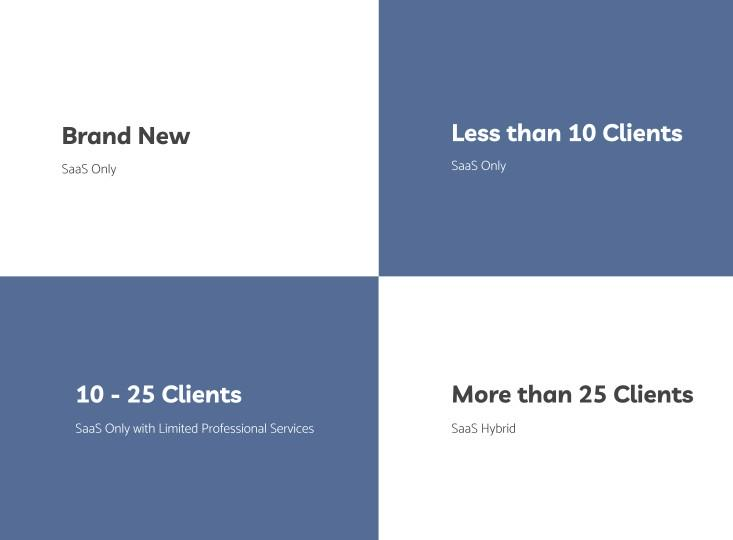 Brand New
SaaS Only
Less than 10 Clients
SaaS Only
10 - 25 Clients
SaaS Only with Limited Professional Services
More than 25 Clients
SaaS Hybrid